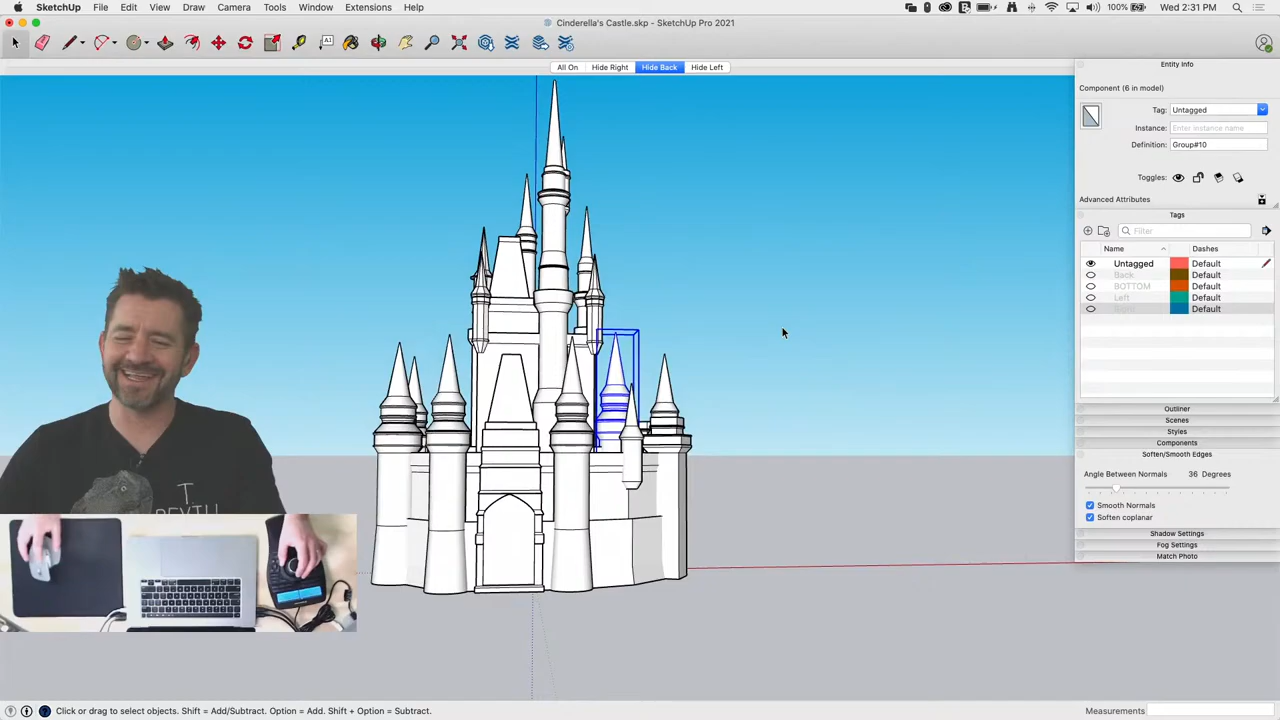 SketchUp File Edit View Draw Camera Tools Window Extensions Help 100% Wed 2:31 PM
Cinderella's Castle.skp - SketchUp Pro 2021
A1
All On Hide Right Hide Back Hide Left
Entity Info
Component (6 in model)
Tag: Untagged
Instance: Enter instance name
Definition: Group#10
Toggles:
Advanced Attributes
Tags
Filter
Name Dashes
Untagged Default
Back Default
BOTTOM Default
Left Default
Default
Outliner
Scenes
Styles
Components
Soften/Smooth Edges
Angle Between Normals 36 Degrees
Smooth Normals
Soften coplanar
Shadow Settings
Fog Settings
Match Photo
Click or drag to select objects. Shift = Add/Subtract. Option = Add. Shift + Option = Subtract.
Measurements